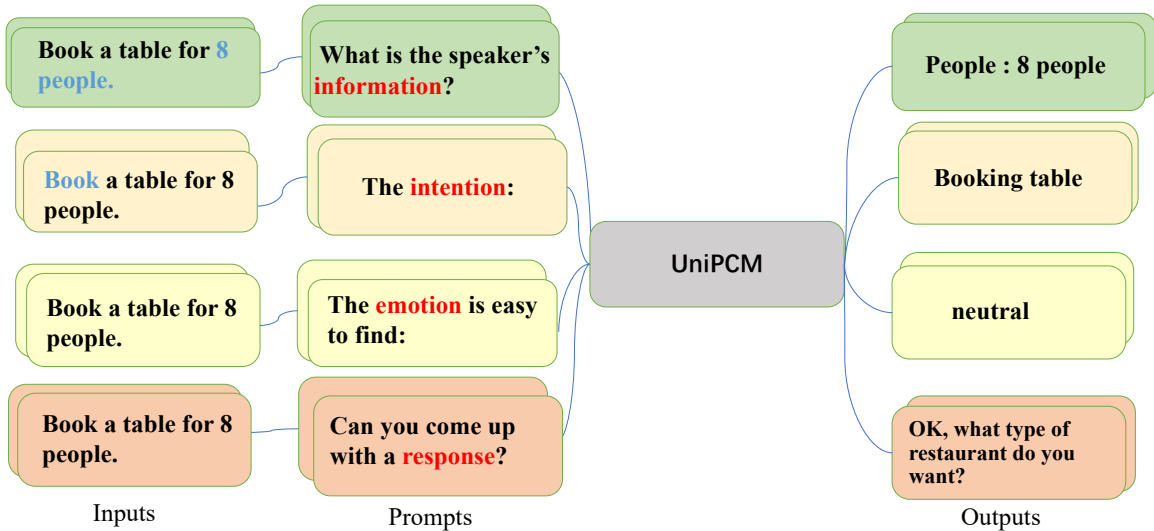 Book a table for 8
people.
What is the speaker's
information?
People : 8 people
Book a table for 8
people.
The intention:
Booking table
UniPCM
Book a table for 8
people.
The emotion is easy
to find:
neutral
Book a table for 8
people.
Can you come up
with a response?
OK, what type of
restaurant do you
want?
Inputs
Prompts
Outputs